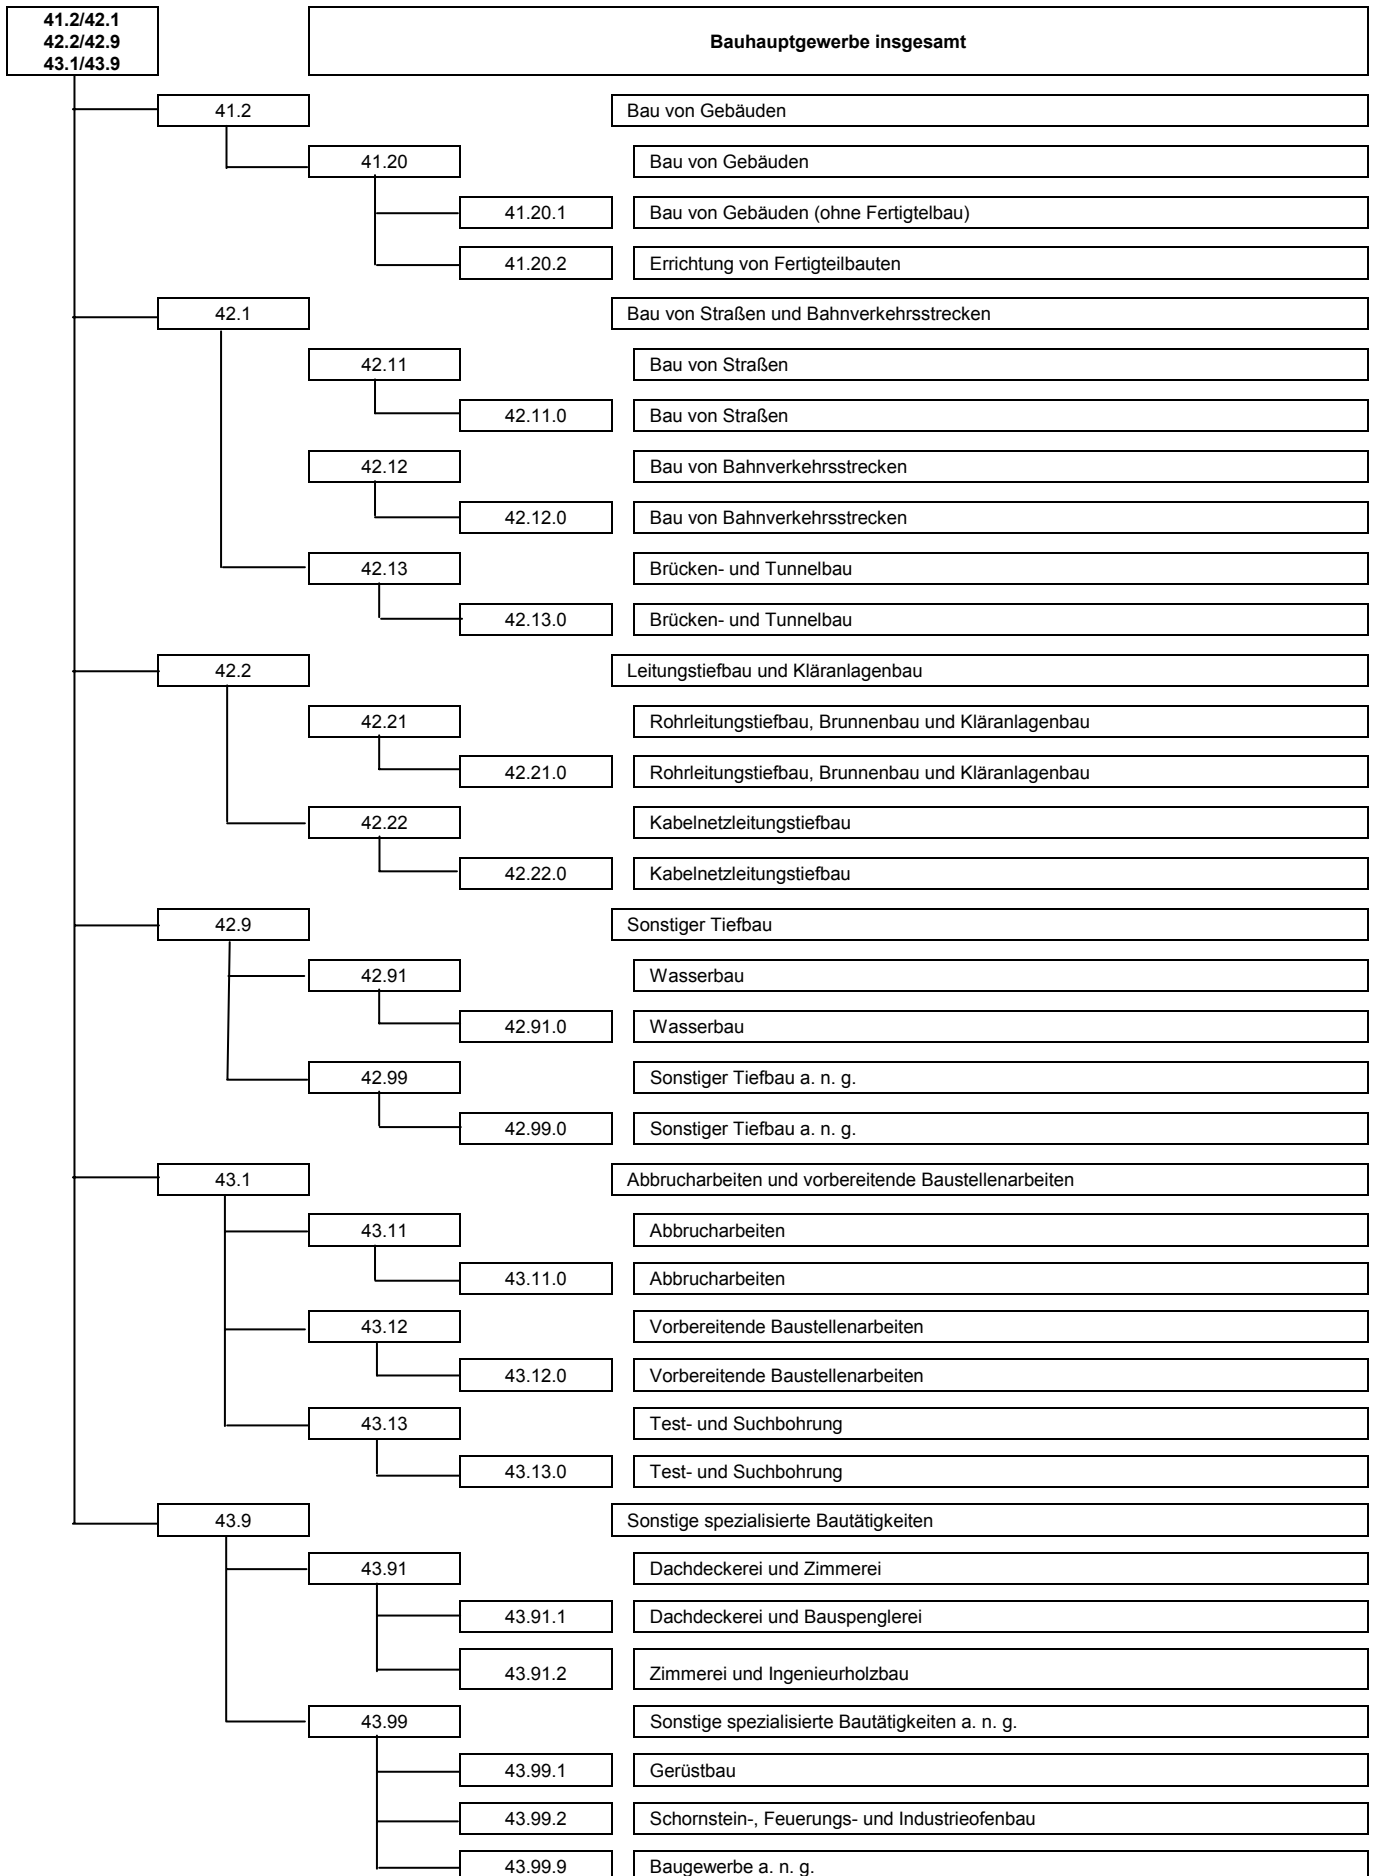 41.2/42.1
42.2/42.9
43.1/43.9
Bauhauptgewerbe insgesamt
41.2 Bau von Gebäuden
41.20 Bau von Gebäuden
41.20.1 Bau von Gebäuden (ohne Fertigtelbau)
41.20.2 Errichtung von Fertigteilbauten
42.1 Bau von Straßen und Bahnverkehrsstrecken
42.11 Bau von Straßen
42.11.0 Bau von Straßen
42.12 Bau von Bahnverkehrsstrecken
42.12.0 Bau von Bahnverkehrsstrecken
42.13 Brücken- und Tunnelbau
42.13.0 Brücken- und Tunnelbau
42.2 Leitungstiefbau und Kläranlagenbau
42.21 Rohrleitungstiefbau, Brunnenbau und Kläranlagenbau
42.21.0 Rohrleitungstiefbau, Brunnenbau und Kläranlagenbau
42.22 Kabelnetzleitungstiefbau
42.22.0 Kabelnetzleitungstiefbau
42.9 Sonstiger Tiefbau
42.91 Wasserbau
42.91.0 Wasserbau
42.99 Sonstiger Tiefbau a. n. g.
42.99.0 Sonstiger Tiefbau a. n. g.
43.1 Abbrucharbeiten und vorbereitende Baustellenarbeiten
43.11 Abbrucharbeiten
43.11.0 Abbrucharbeiten
43.12 Vorbereitende Baustellenarbeiten
43.12.0 Vorbereitende Baustellenarbeiten
43.13 Test- und Suchbohrung
43.13.0 Test- und Suchbohrung
43.9 Sonstige spezialisierte Bautätigkeiten
43.91 Dachdeckerei und Zimmerei
43.91.1 Dachdeckerei und Bauspenglerei
43.91.2 Zimmerei und Ingenieurholzbau
43.99 Sonstige spezialisierte Bautätigkeiten a. n. g.
43.99.1 Gerüstbau
43.99.2 Schornstein-, Feuerungs- und Industrieofenbau
43.99.9 Baugewerbe a. n. g.